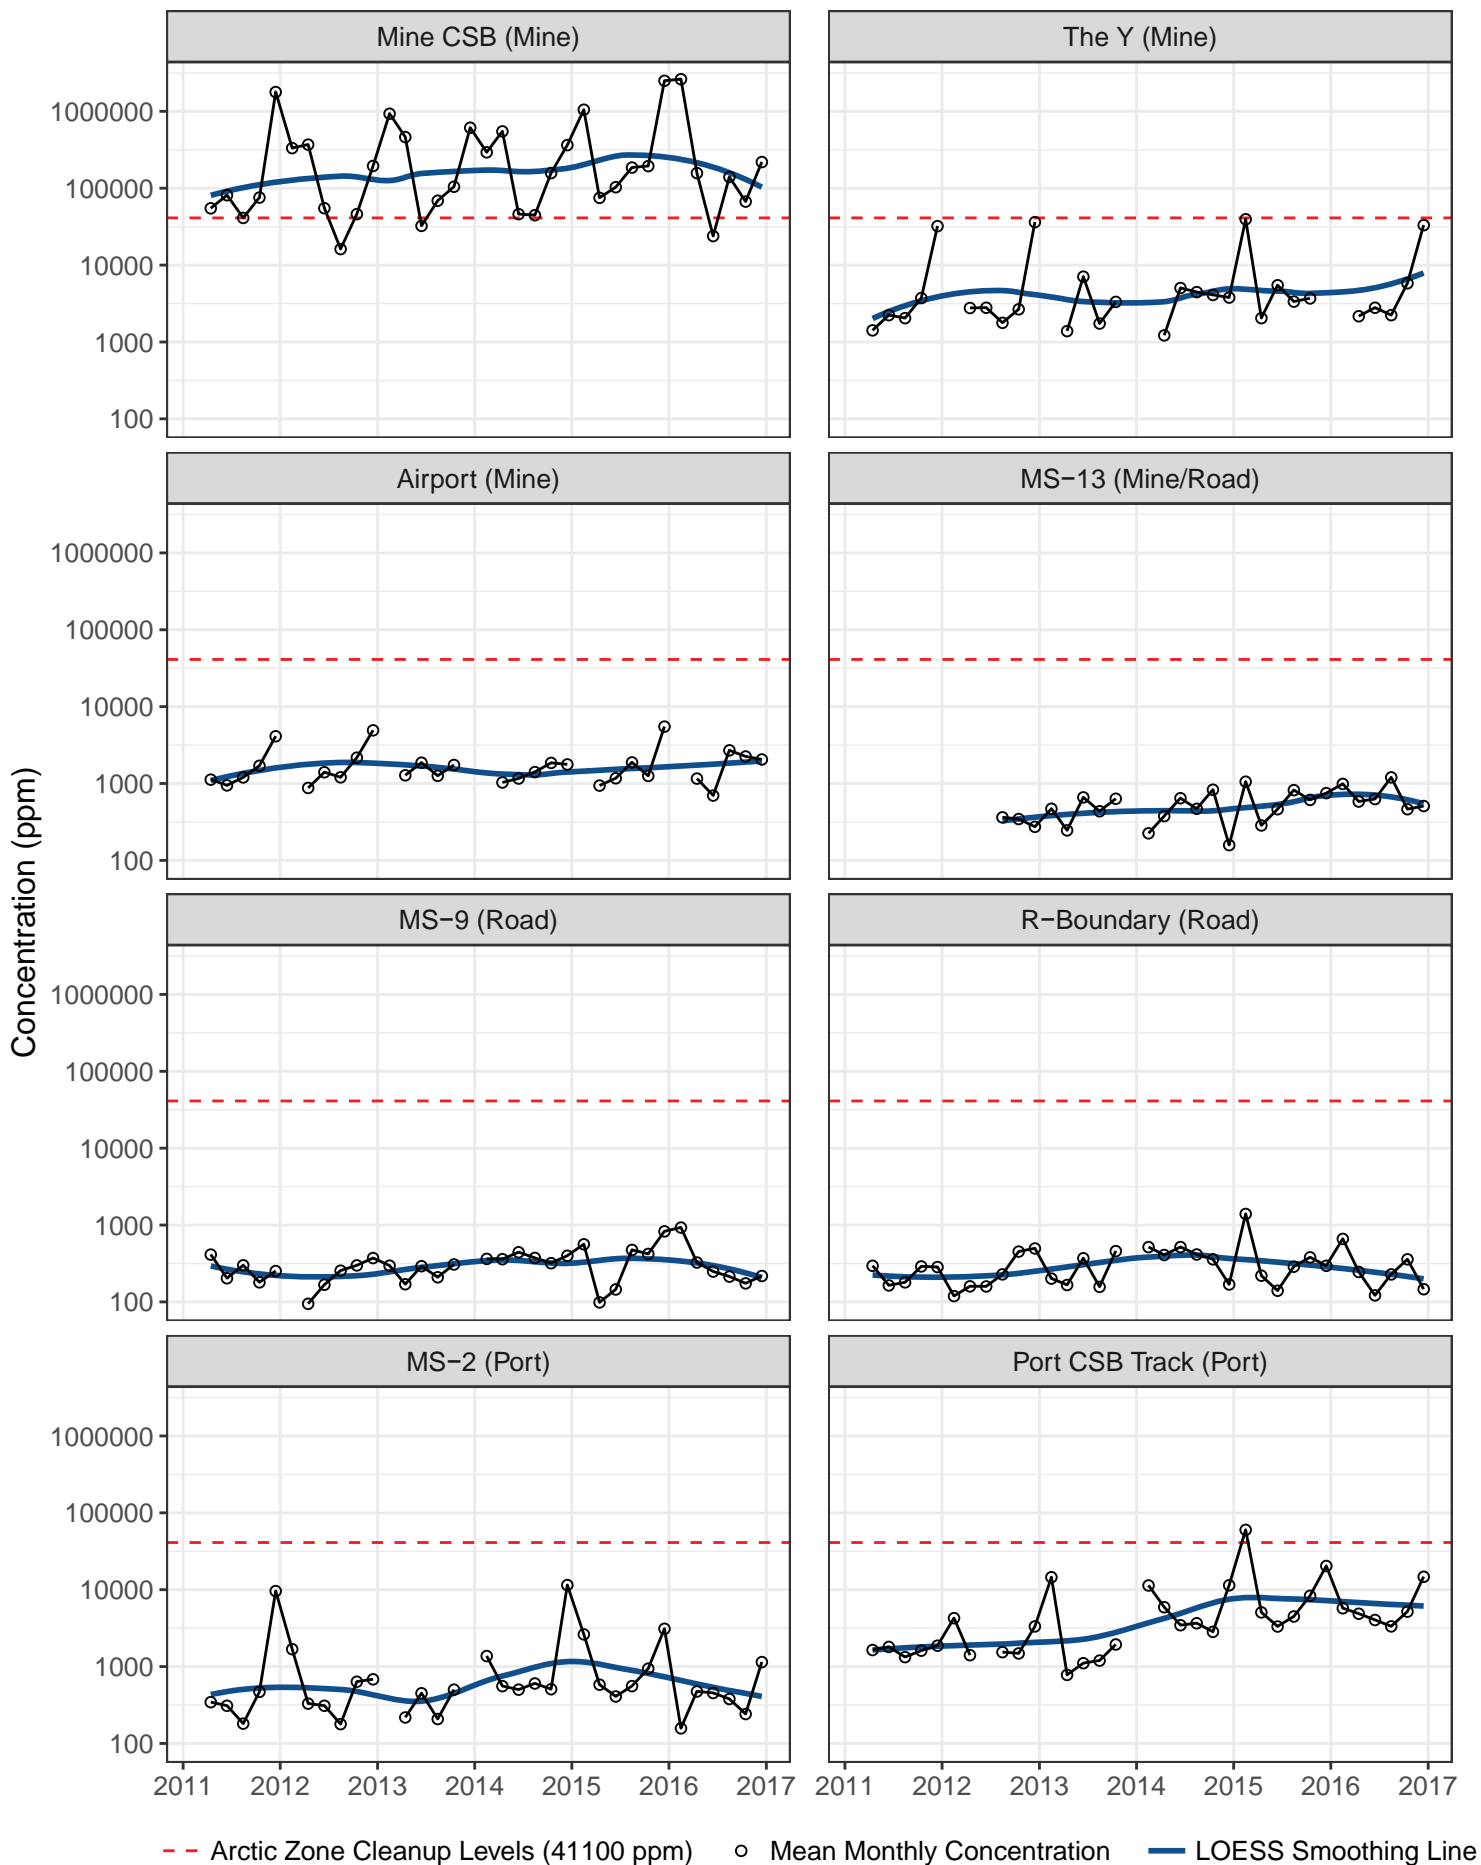 Mine CSB (Mine)
The Y (Mine)
1000000
100000
10000
1000
100
Airport (Mine)
MS−13 (Mine/Road)
1000000
100000
10000
1000
100
MS−9 (Road)
R−Boundary (Road)
1000000
100000
10000
1000
100
MS−2 (Port)
Port CSB Track (Port)
1000000
100000
10000
1000
100
Concentration (ppm)
2011 2012 2013 2014 2015 2016 2017
2011 2012 2013 2014 2015 2016 2017
Arctic Zone Cleanup Levels (41100 ppm)
Mean Monthly Concentration
LOESS Smoothing Line